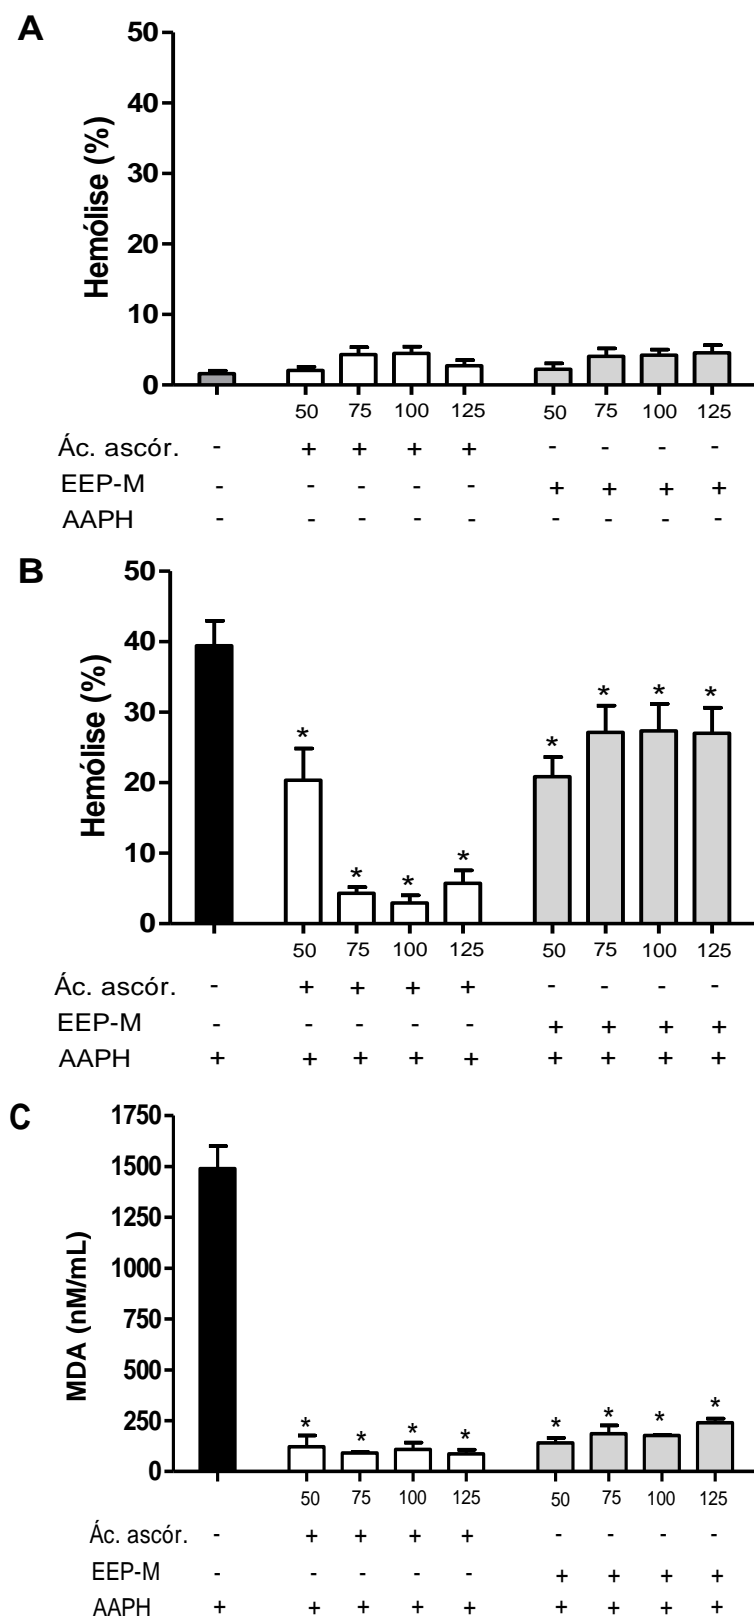 A
Hemólise (%)
50
40
30
20
10
0
50 75 100 125 50 75 100 125
Ác. ascór. - + + + + - - - -
EEP-M - - - - - + + + +
AAPH - - - - - - - - -
B
Hemólise (%)
50
40
30
20
10
0
* * * * * * * *
50 75 100 125 50 75 100 125
Ác. ascór. - + + + + - - - -
EEP-M - - - - - + + + +
AAPH + + + + + + + + +
C
MDA (nM/mL)
1750
1500
1250
1000
750
500
250
0
* * * * * * * *
50 75 100 125 50 75 100 125
Ác. ascór. - + + + + - - - -
EEP-M - - - - - + + + +
AAPH + + + + + + + + +